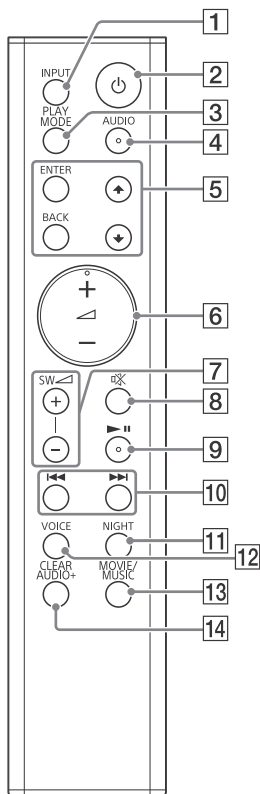 1
INPUT
2
PLAY
MODE
3
AUDIO
4
ENTER
5
BACK
+
6
−
7
SW
+
8
−
9
10
VOICE
NIGHT
11
12
CLEAR
AUDIO+
MOVIE/
MUSIC
13
14